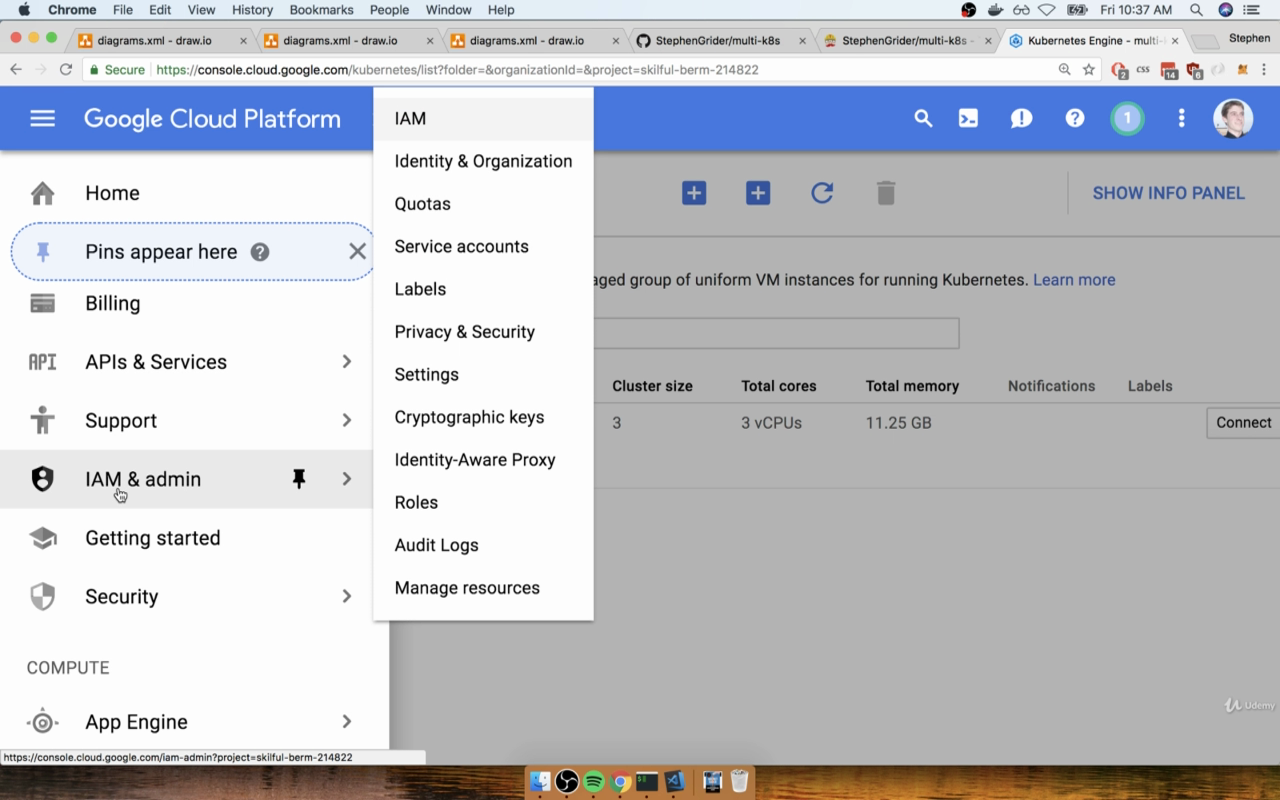 Chrome File Edit View History Bookmarks People Window Help Fri 10:37 AM
diagrams.xml - draw.io × diagrams.xml - draw.io × diagrams.xml - draw.io × StephenGrider/multi-k8s × StephenGrider/multi-k8s - × Kubernetes Engine - multi- × Stephen
Secure https://console.cloud.google.com/kubernetes/list?folder=&organizationId=&project=skilful-berm-214822 2 CSS 14 6
Google Cloud Platform
1
IAM
Identity & Organization
Quotas
Service accounts
Labels
Privacy & Security
Settings
Cryptographic keys
Identity-Aware Proxy
Roles
Audit Logs
Manage resources
Home
Pins appear here ?
Billing
API APIs & Services
Support
IAM & admin
Getting started
Security
COMPUTE
App Engine
SHOW INFO PANEL
aged group of uniform VM instances for running Kubernetes. Learn more
Cluster size Total cores Total memory Notifications Labels
3 3 vCPUs 11.25 GB Connect
Udemy
https://console.cloud.google.com/iam-admin?project=skilful-berm-214822